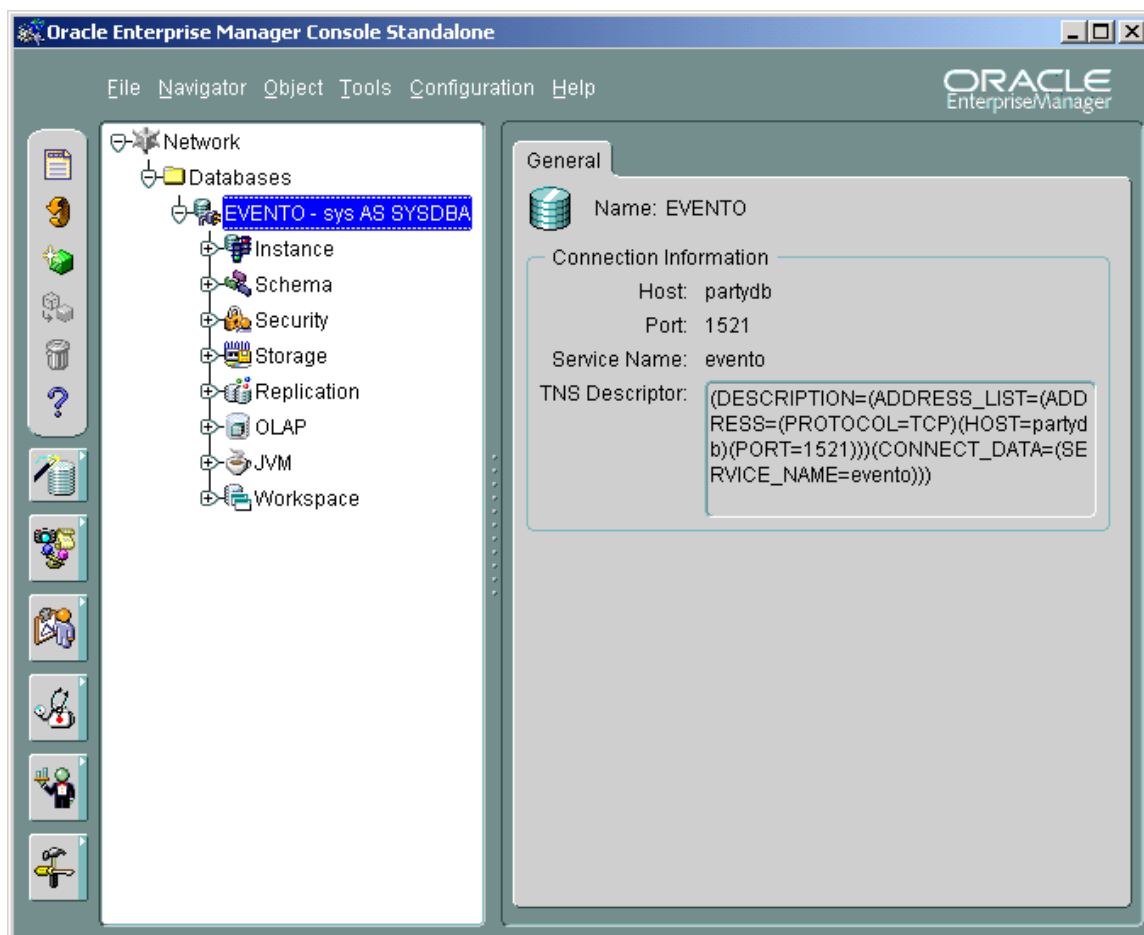 Oracle Enterprise Manager Console Standalone
File Navigator Object Tools Configuration Help
ORACLE
EnterpriseManager
Network
Databases
EVENTO - sys AS SYSDBA
Instance
Schema
Security
Storage
Replication
OLAP
JVM
Workspace
General
Name: EVENTO
Connection Information
Host: partydb
Port: 1521
Service Name: evento
TNS Descriptor:
(DESCRIPTION=(ADDRESS_LIST=(ADD
RESS=(PROTOCOL=TCP)(HOST=partyd
b)(PORT=1521)))(CONNECT_DATA=(SE
RVICE_NAME=evento)))